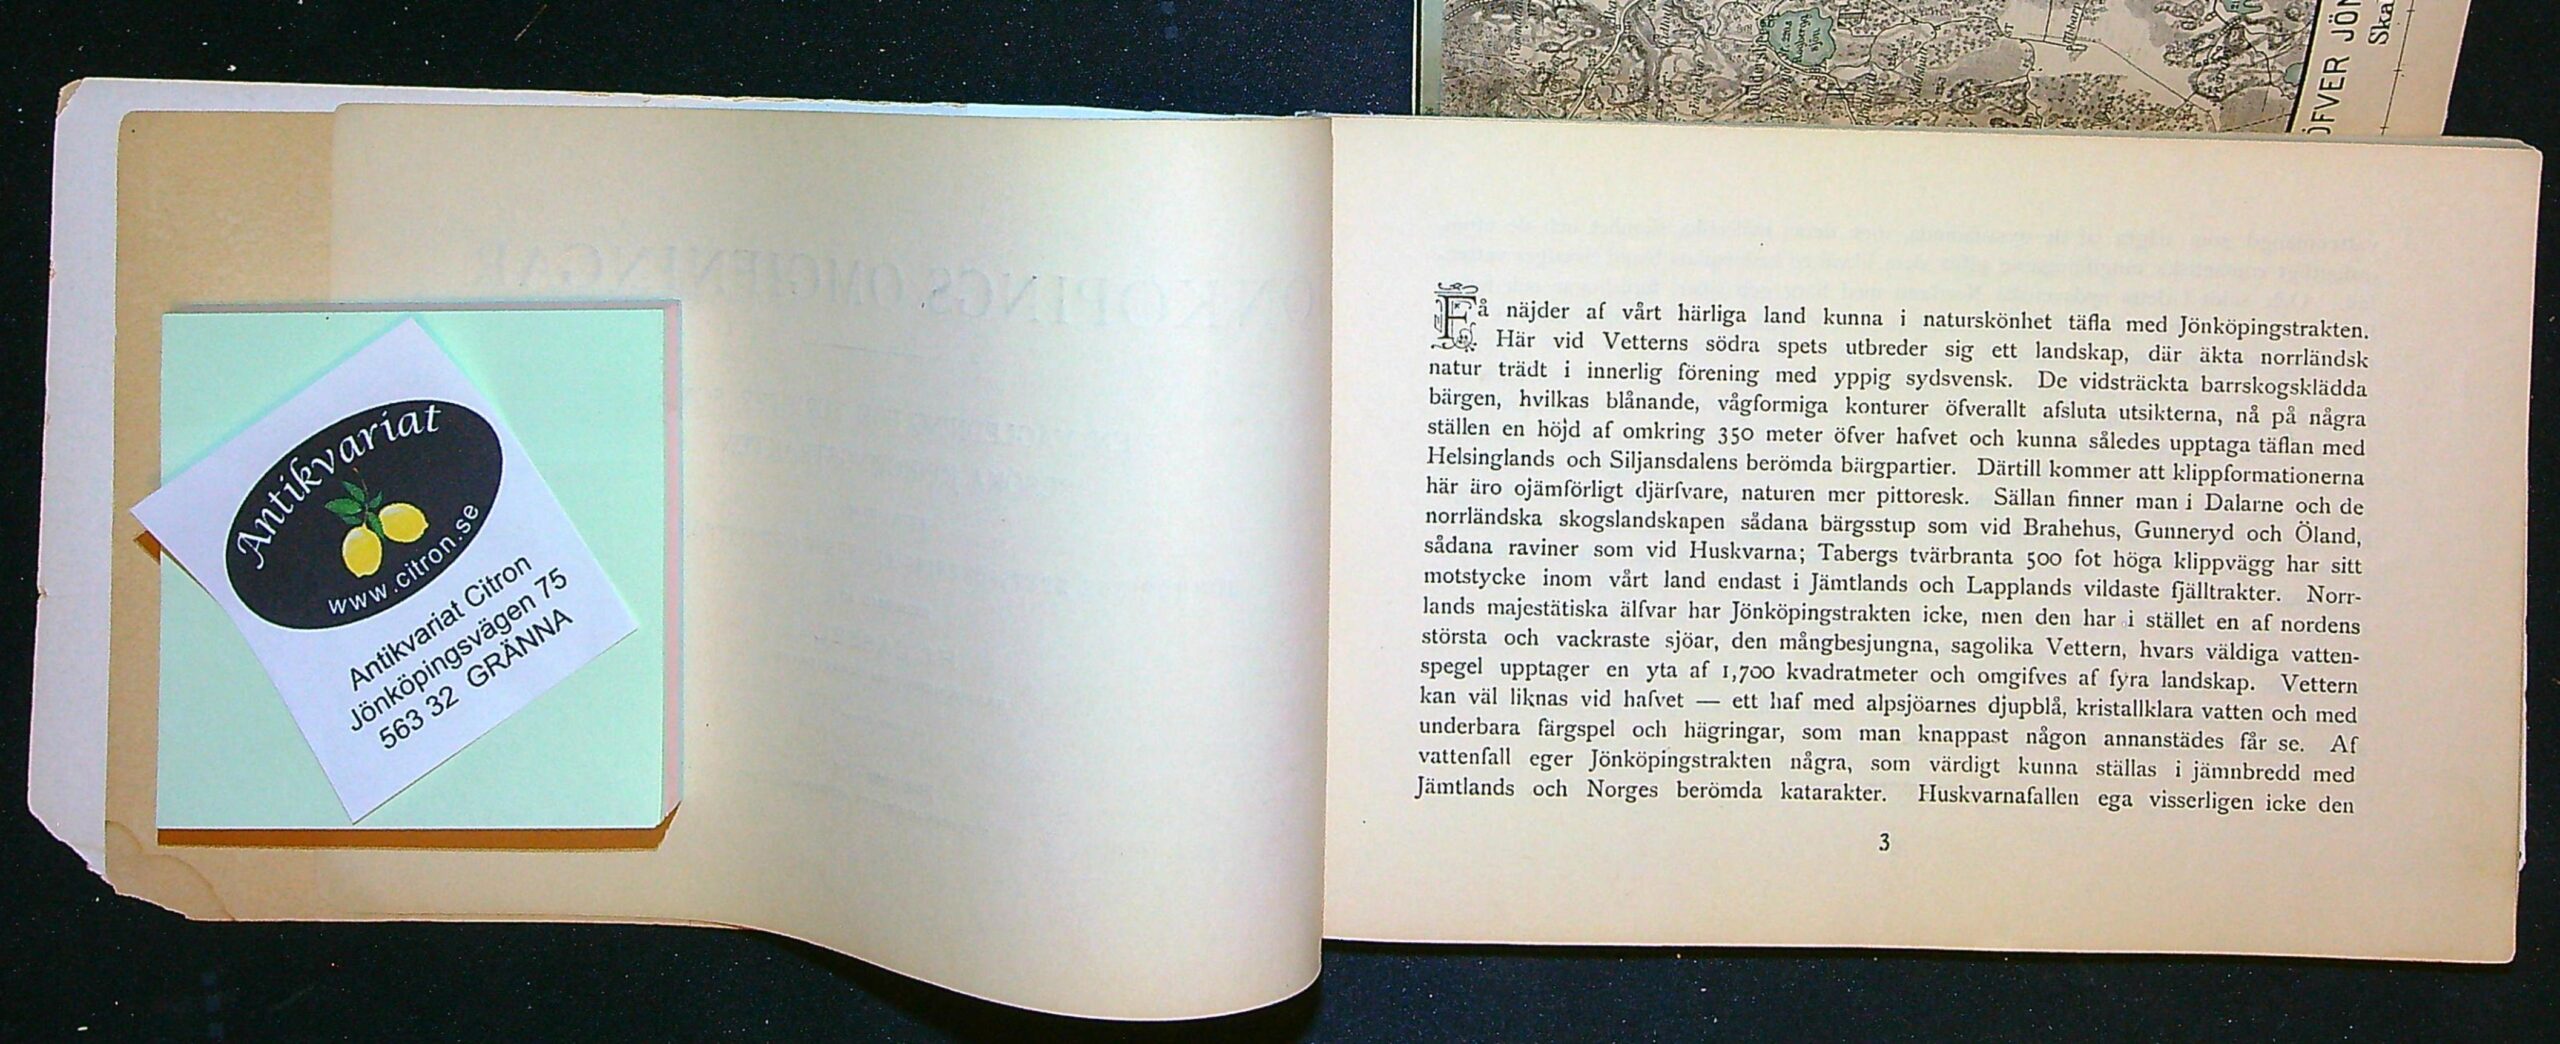 Antikvariat
www.citron.se
Antikvariat Citron
Jönköpingsvägen 75
563 32 GRÄNNA
ÖFVER JÖN
Ska
JÖNKÖPINGS OMGIFNINGAR
Få näjder af vårt härliga land kunna i naturskönhet täfla med Jönköpingstrakten.
Här vid Vetterns södra spets utbreder sig ett landskap, där äkta norrländsk
natur trädt i innerlig förening med yppig sydsvensk. De vidsträckta barrskogsklädda
bärgen, hvilkas blånande, vågformiga konturer öfverallt afsluta utsikterna, nå på några
ställen en höjd af omkring 350 meter öfver hafvet och kunna således upptaga täflan med
Helsinglands och Siljansdalens berömda bärgpartier. Därtill kommer att klippformationerna
här äro ojämförligt djärfvare, naturen mer pittoresk. Sällan finner man i Dalarne och de
norrländska skogslandskapen sådana bärgsstup som vid Brahehus, Gunneryd och Öland,
sådana raviner som vid Huskvarna; Tabergs tvärbranta 500 fot höga klippvägg har sitt
motstycke inom vårt land endast i Jämtlands och Lapplands vildaste fjälltrakter. Norr-
lands majestätiska älfvar har Jönköpingstrakten icke, men den har i stället en af nordens
största och vackraste sjöar, den mångbesjungna, sagolika Vettern, hvars väldiga vatten-
spegel upptager en yta af 1,700 kvadratmeter och omgifves af fyra landskap. Vettern
kan väl liknas vid hafvet — ett haf med alpsjöarnes djupblå, kristallklara vatten och med
underbara färgspel och hägringar, som man knappast någon annanstädes får se. Af
vattenfall eger Jönköpingstrakten några, som värdigt kunna ställas i jämnbredd med
Jämtlands och Norges berömda katarakter. Huskvarnafallen ega visserligen icke den
3